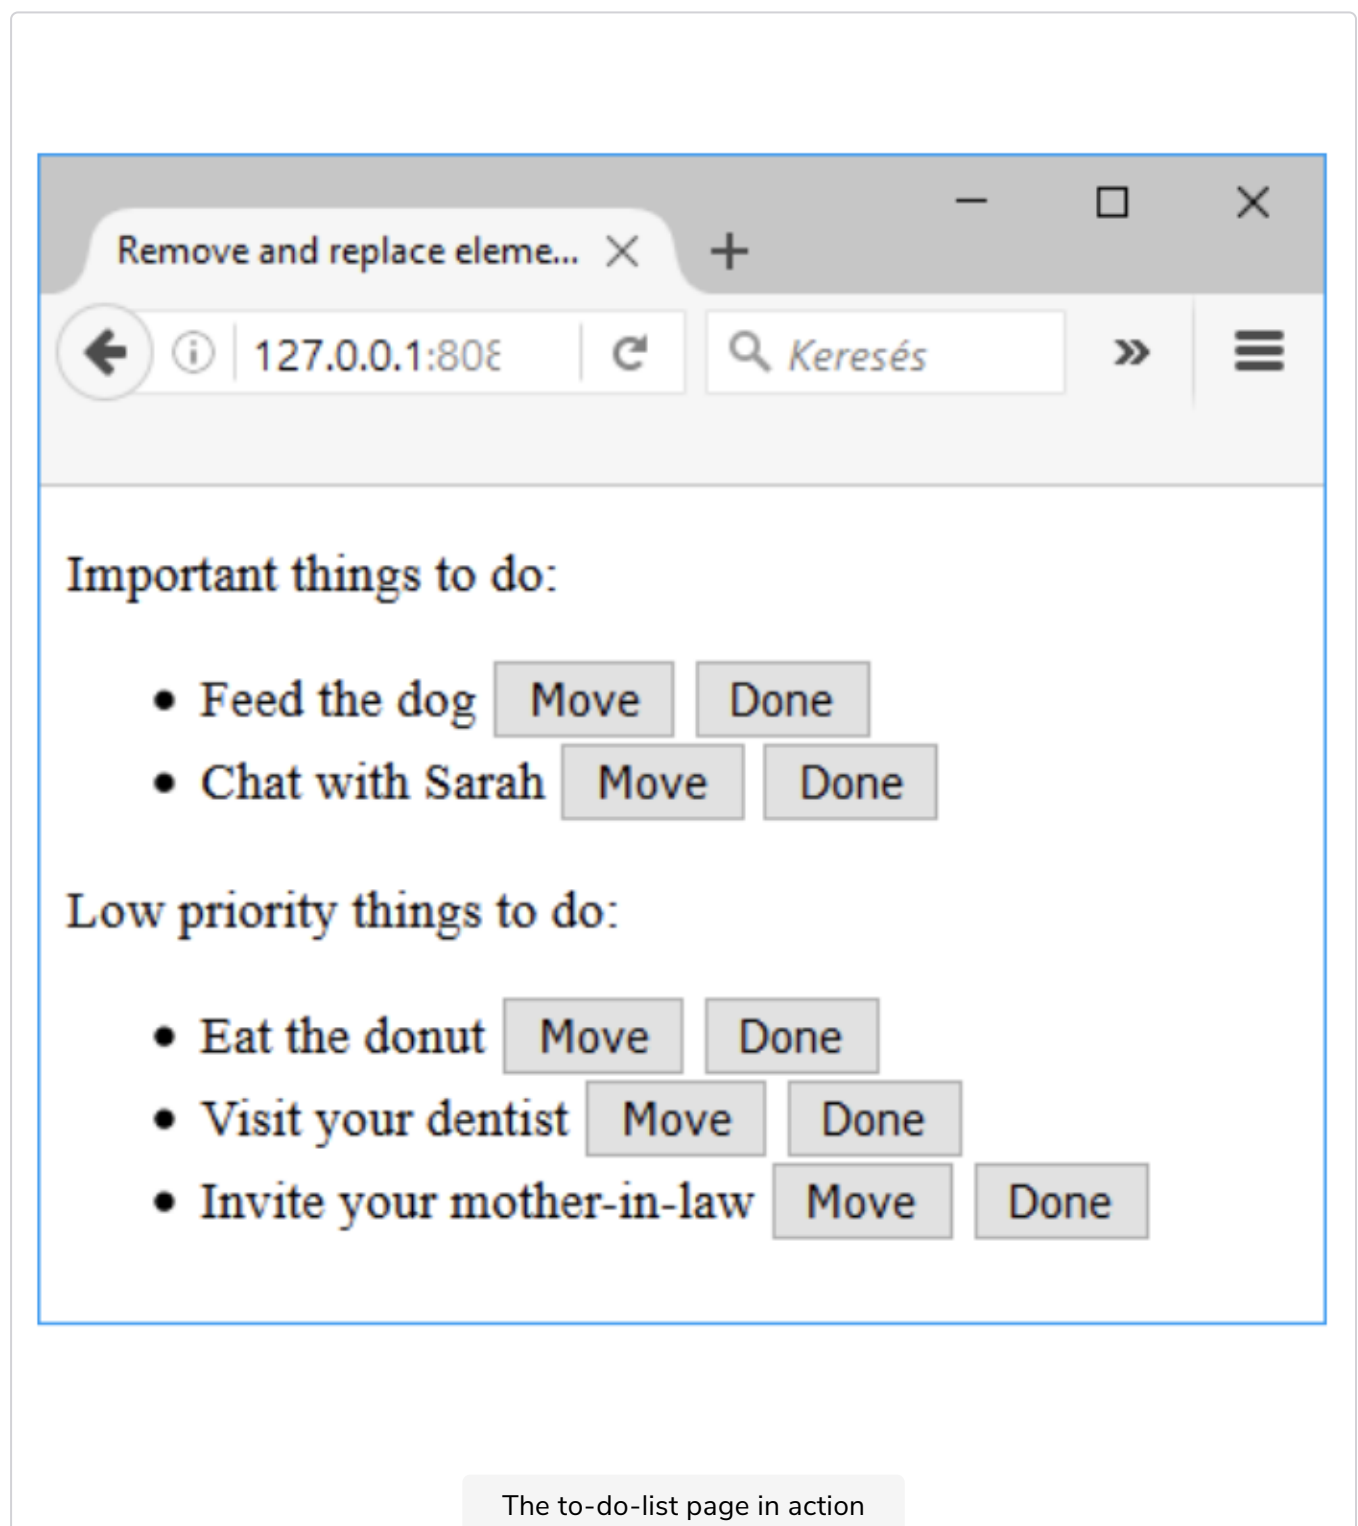 Remove and replace eleme...
127.0.0.1:808
Keresés
Important things to do:
Feed the dog Move Done
Chat with Sarah Move Done
Low priority things to do:
Eat the donut Move Done
Visit your dentist Move Done
Invite your mother-in-law Move Done
The to-do-list page in action